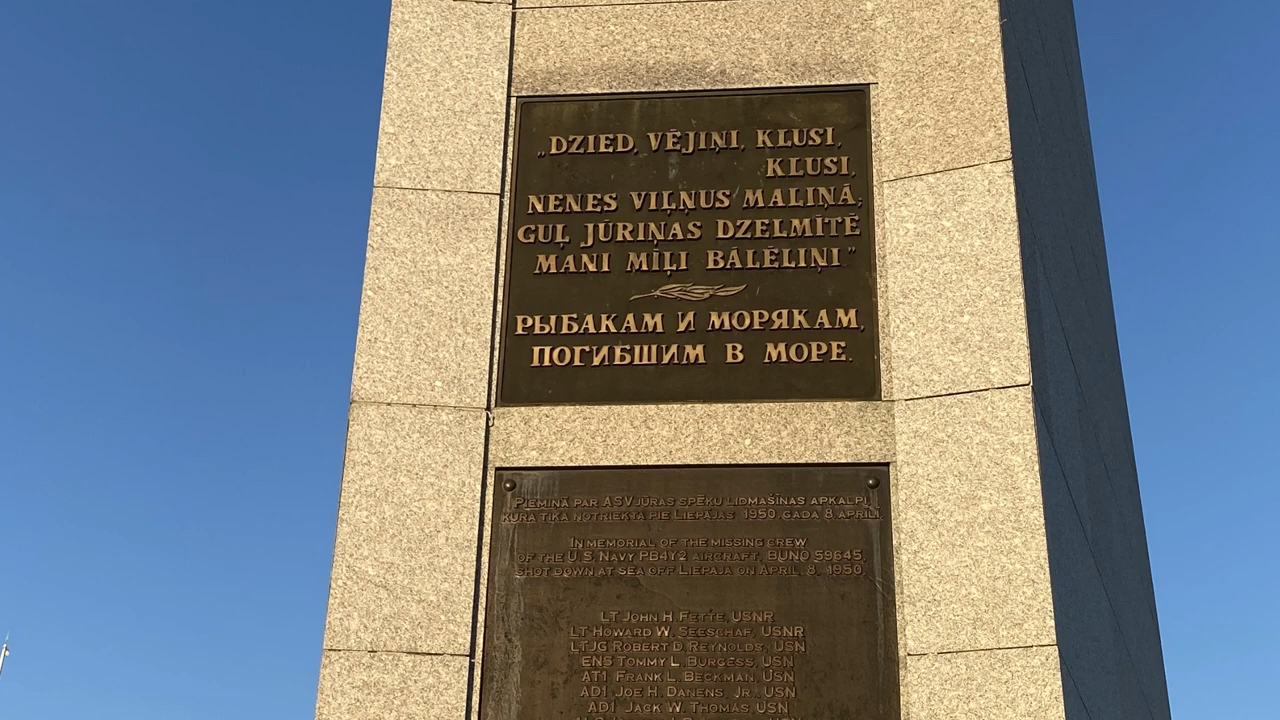 „DZIED, VĒJIŅI, KLUSI,
KLUSI,
NENES VIĻŅUS MALIŅĀ;
GUĻ JŪRIŅAS DZELMĪTĒ
MANI MĪĻI BĀLĒLIŅI"
РЫБАКАМ И МОРЯКАМ,
ПОГИБШИМ В МОРЕ.
PIEMIŅĀ PAR ASV JŪRAS SPĒKU LIDMAŠĪNAS APKALPI,
KURA TIKA NOTRIEKTA PIE LIEPĀJAS 1950. GADA 8. APRĪLĪ
IN MEMORIAL OF THE MISSING CREW
OF THE U.S. NAVY PB4Y2 AIRCRAFT, BUNO 59645,
SHOT DOWN AT SEA OFF LIEPAJA ON APRIL, 8, 1950.
LT JOHN H. FETTE, USNR
LT HOWARD W. SEESCHAF, USNR
LTJG ROBERT D. REYNOLDS, USN
ENS TOMMY L. BURGESS, USN
AT1 FRANK L. BECKMAN, USN
AD1 JOE H. DANENS, JR, USN
AD1 JACK W. THOMAS, USN